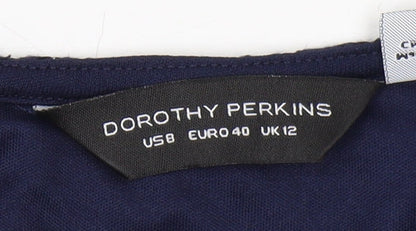 DOROTHY PERKINS
US8 EURO40 UK12